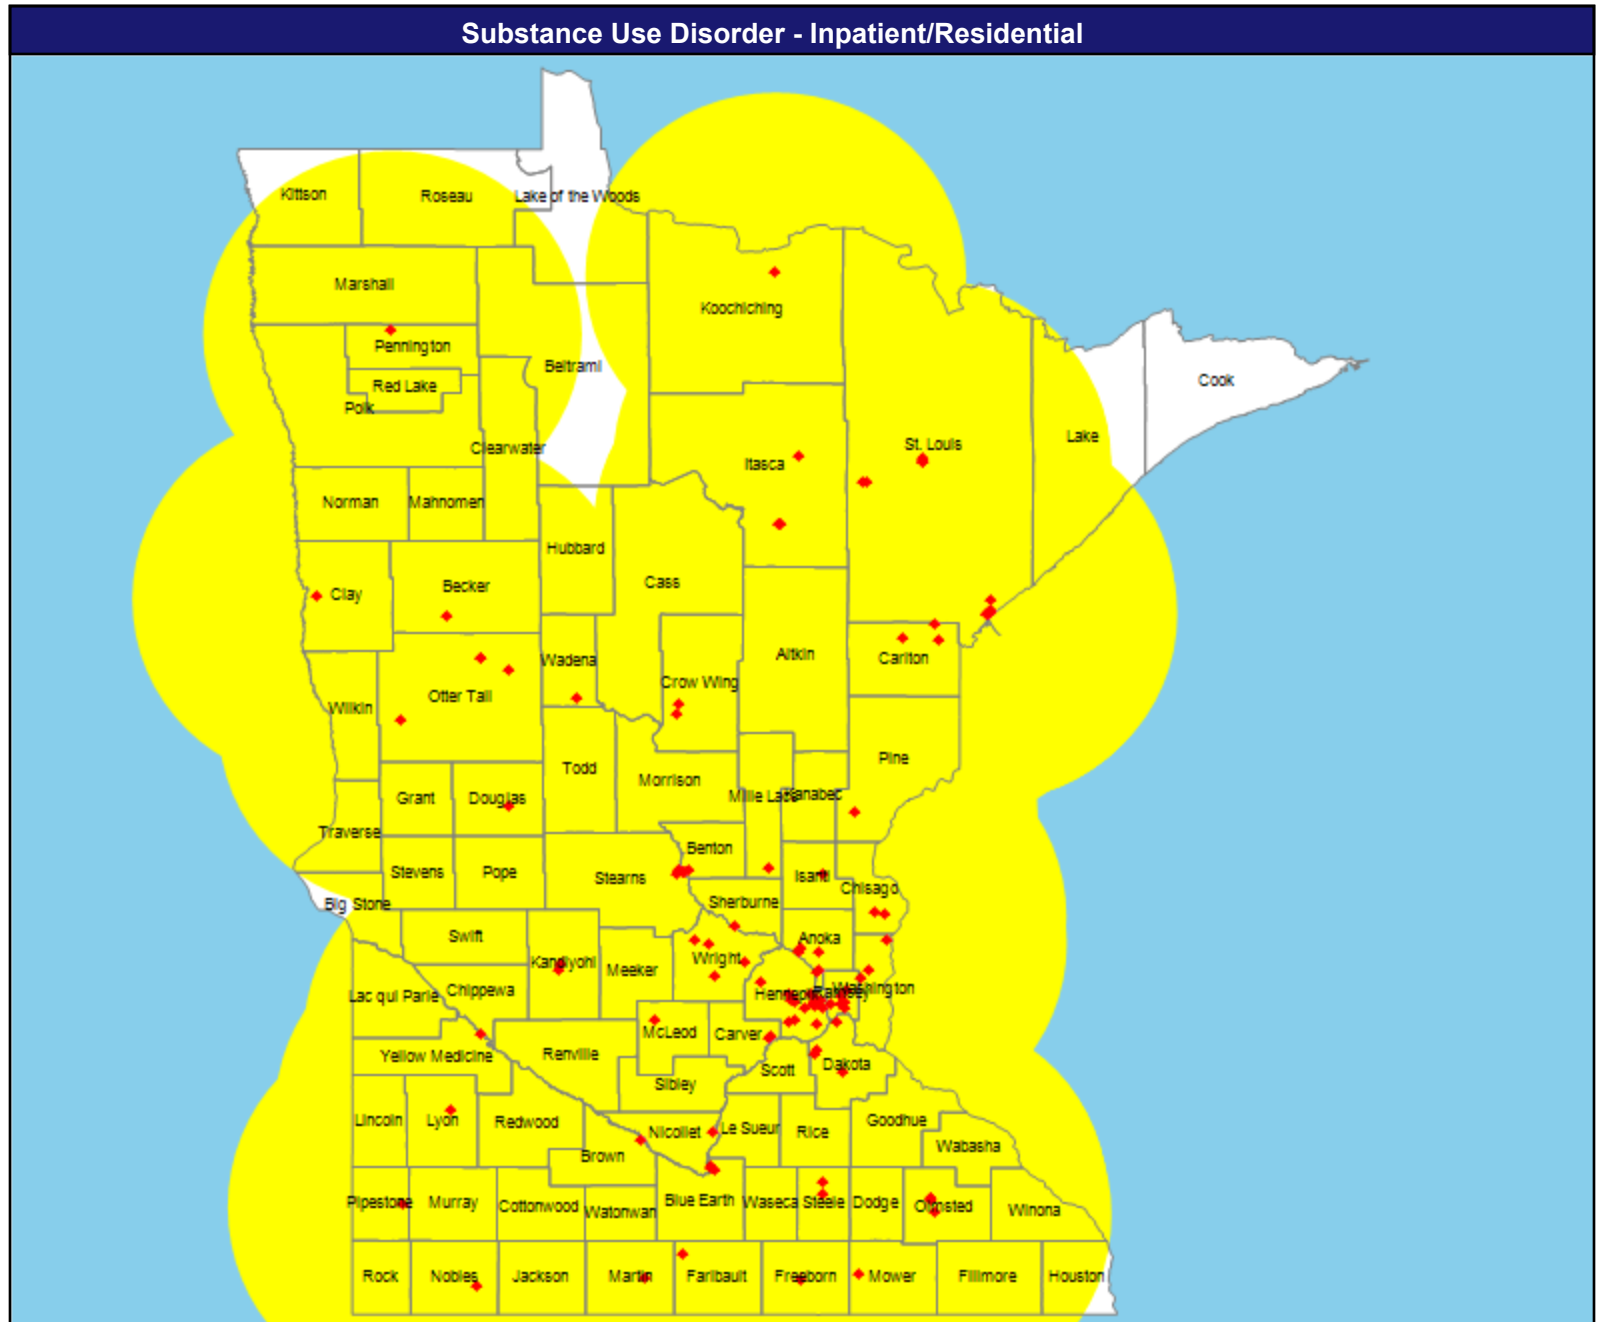 Substance Use Disorder - Inpatient/Residential
Kittson
Roseau
Lake of the Woods
Marshall
Koochiching
Pennington
Beltrami
Red Lake
Cook
Polk
Clearwater
St. Louis
Lake
Itasca
Norman
Mahnomen
Hubbard
Cass
Clay
Becker
Aitkin
Wadena
Carlton
Crow Wing
Otter Tail
Wilkin
Pine
Todd
Morrison
Grant
Douglas
Mille Lacs
Kanabec
Traverse
Benton
Stevens
Pope
Stearns
Isanti
Chisago
Big Stone
Sherburne
Swift
Anoka
Kandiyohi
Meeker
Wright
Lac qui Parle
Chippewa
Hennepin
Ramsey
Washington
McLeod
Carver
Yellow Medicine
Renville
Scott
Dakota
Sibley
Lincoln
Lyon
Redwood
Nicollet
Le Sueur
Rice
Goodhue
Wabasha
Brown
Pipestone
Murray
Cottonwood
Watonwan
Blue Earth
Waseca
Steele
Dodge
Olmsted
Winona
Rock
Nobles
Jackson
Martin
Faribault
Freeborn
Mower
Fillmore
Houston